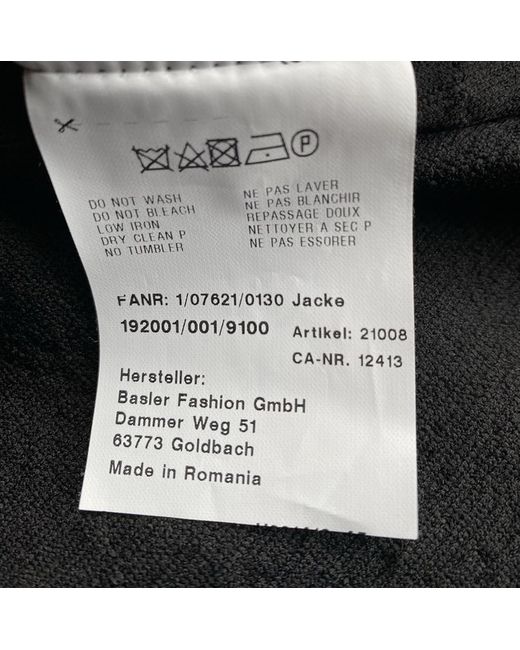 P
DO NOT WASH
DO NOT BLEACH
LOW IRON
DRY CLEAN P
NO TUMBLER
NE PAS LAVER
NE PAS BLANCHIR
REPASSAGE DOUX
NETTOYER A SEC P
NE PAS ESSORER
FANR: 1/07621/0130 Jacke
192001/001/9100 Artikel: 21008
CA-NR. 12413
Hersteller:
Basler Fashion GmbH
Dammer Weg 51
63773 Goldbach
Made in Romania